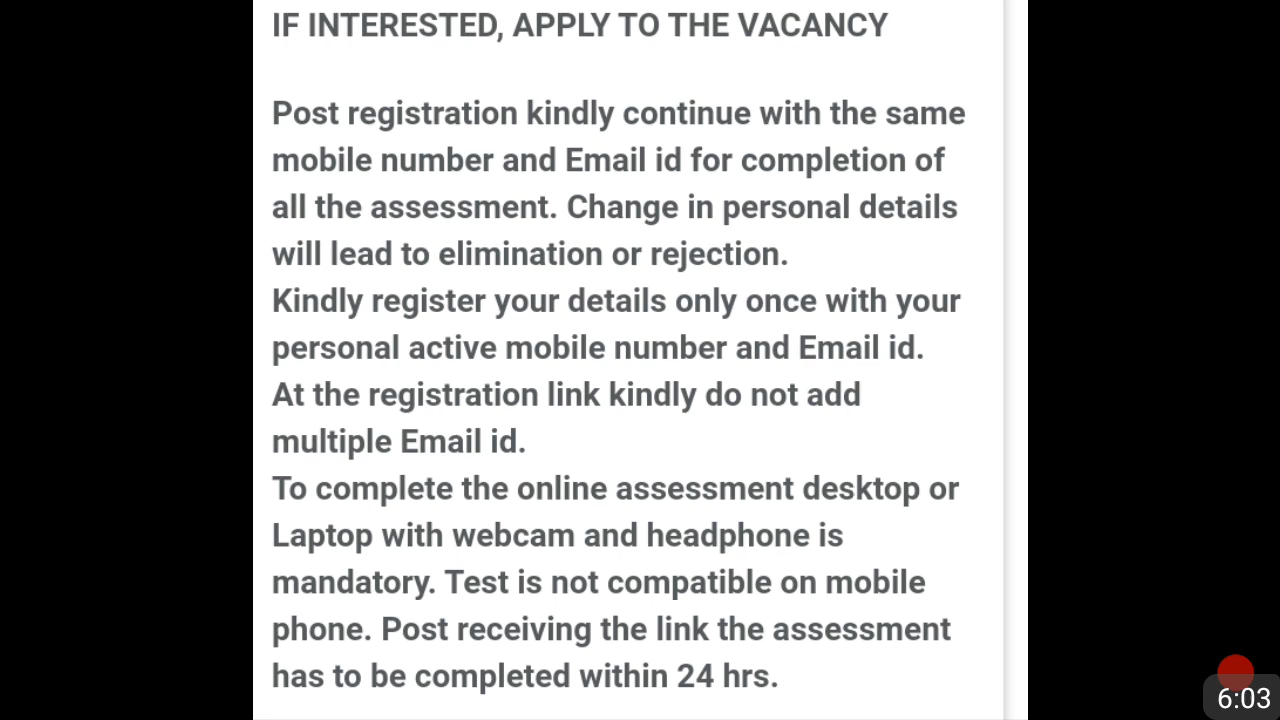 IF INTERESTED, APPLY TO THE VACANCY
Post registration kindly continue with the same
mobile number and Email id for completion of
all the assessment. Change in personal details
will lead to elimination or rejection.
Kindly register your details only once with your
personal active mobile number and Email id.
At the registration link kindly do not add
multiple Email id.
To complete the online assessment desktop or
Laptop with webcam and headphone is
mandatory. Test is not compatible on mobile
phone. Post receiving the link the assessment
has to be completed within 24 hrs.
6:03